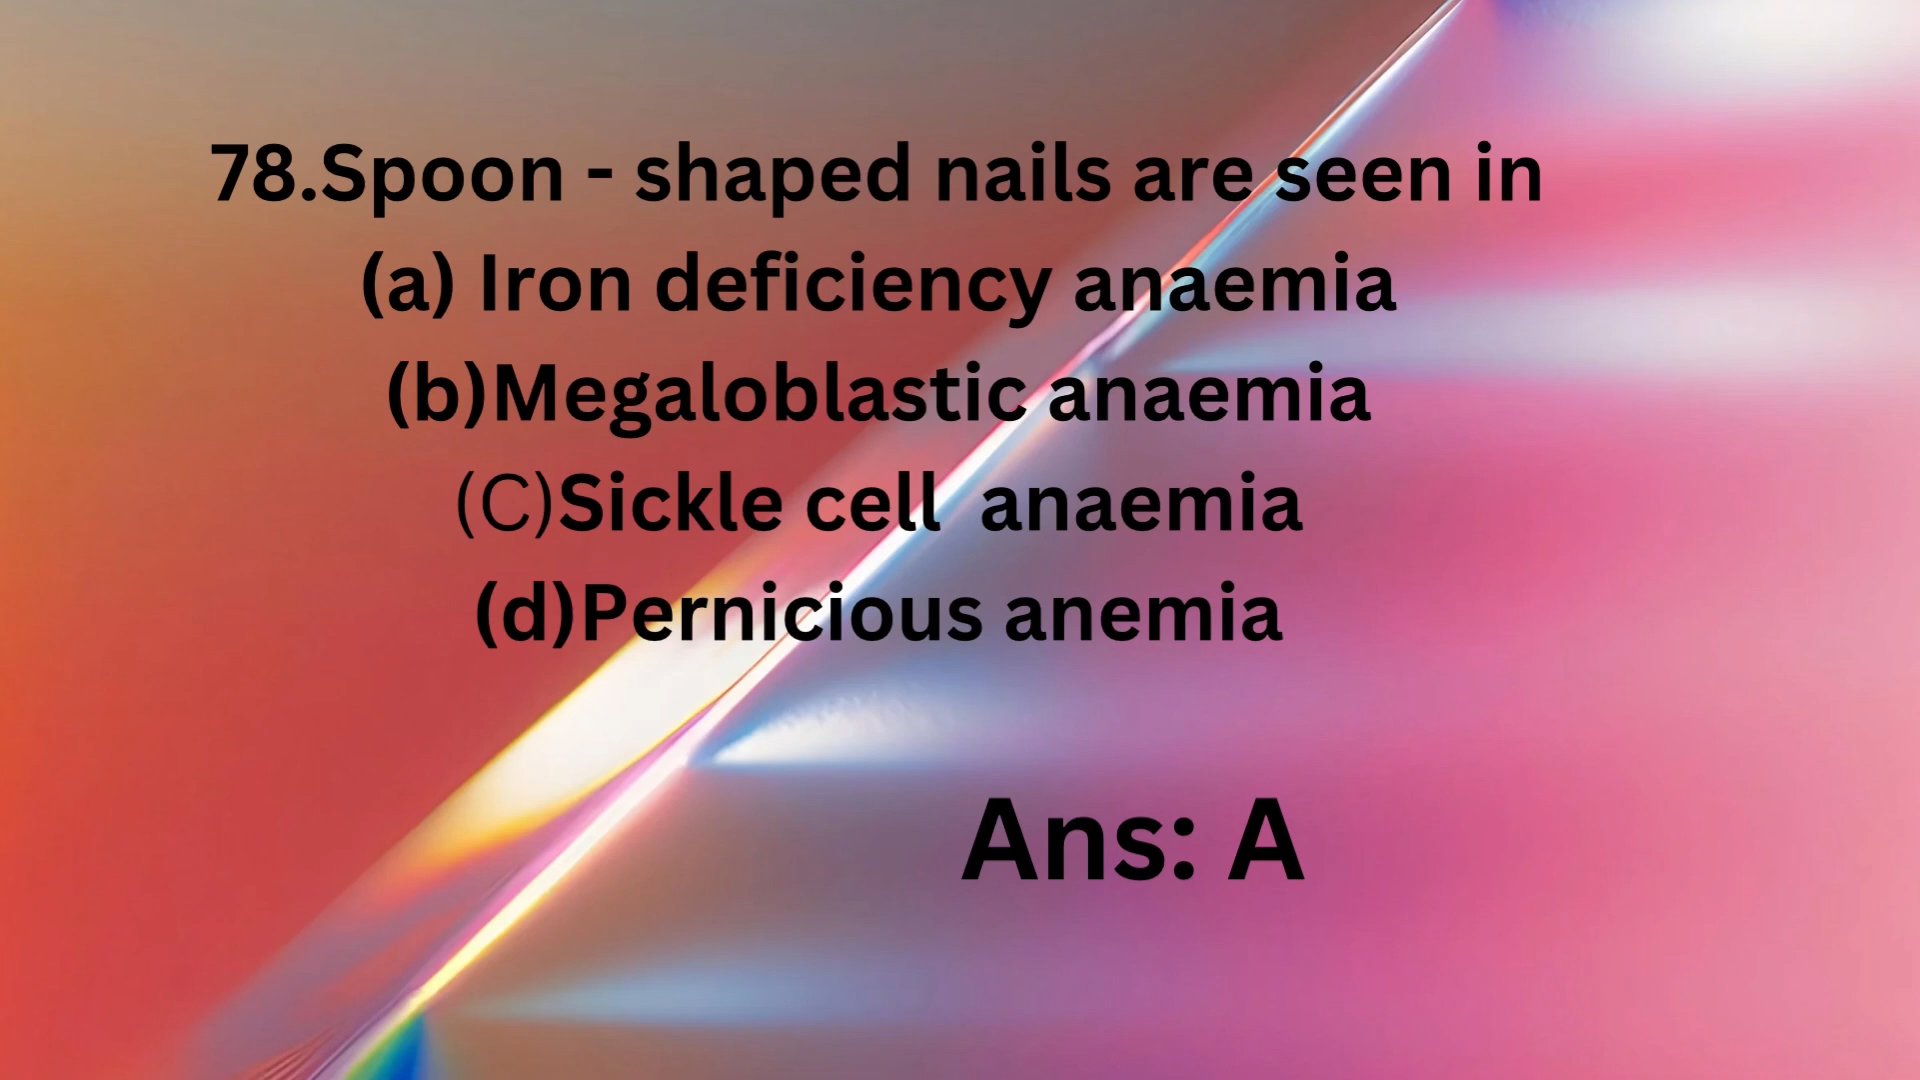 78.Spoon - shaped nails are seen in
(a) Iron deficiency anaemia
(b)Megaloblastic anaemia
(C)Sickle cell  anaemia
(d)Pernicious anemia
Ans: A